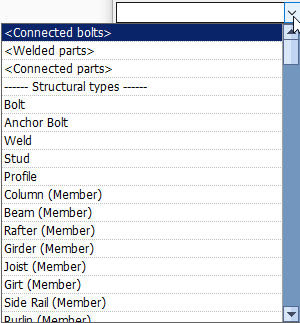 <Connected bolts>
<Welded parts>
<Connected parts>
------ Structural types ------
Bolt
Anchor Bolt
Weld
Stud
Profile
Column (Member)
Beam (Member)
Rafter (Member)
Girder (Member)
Joist (Member)
Girt (Member)
Side Rail (Member)
Purlin (Member)